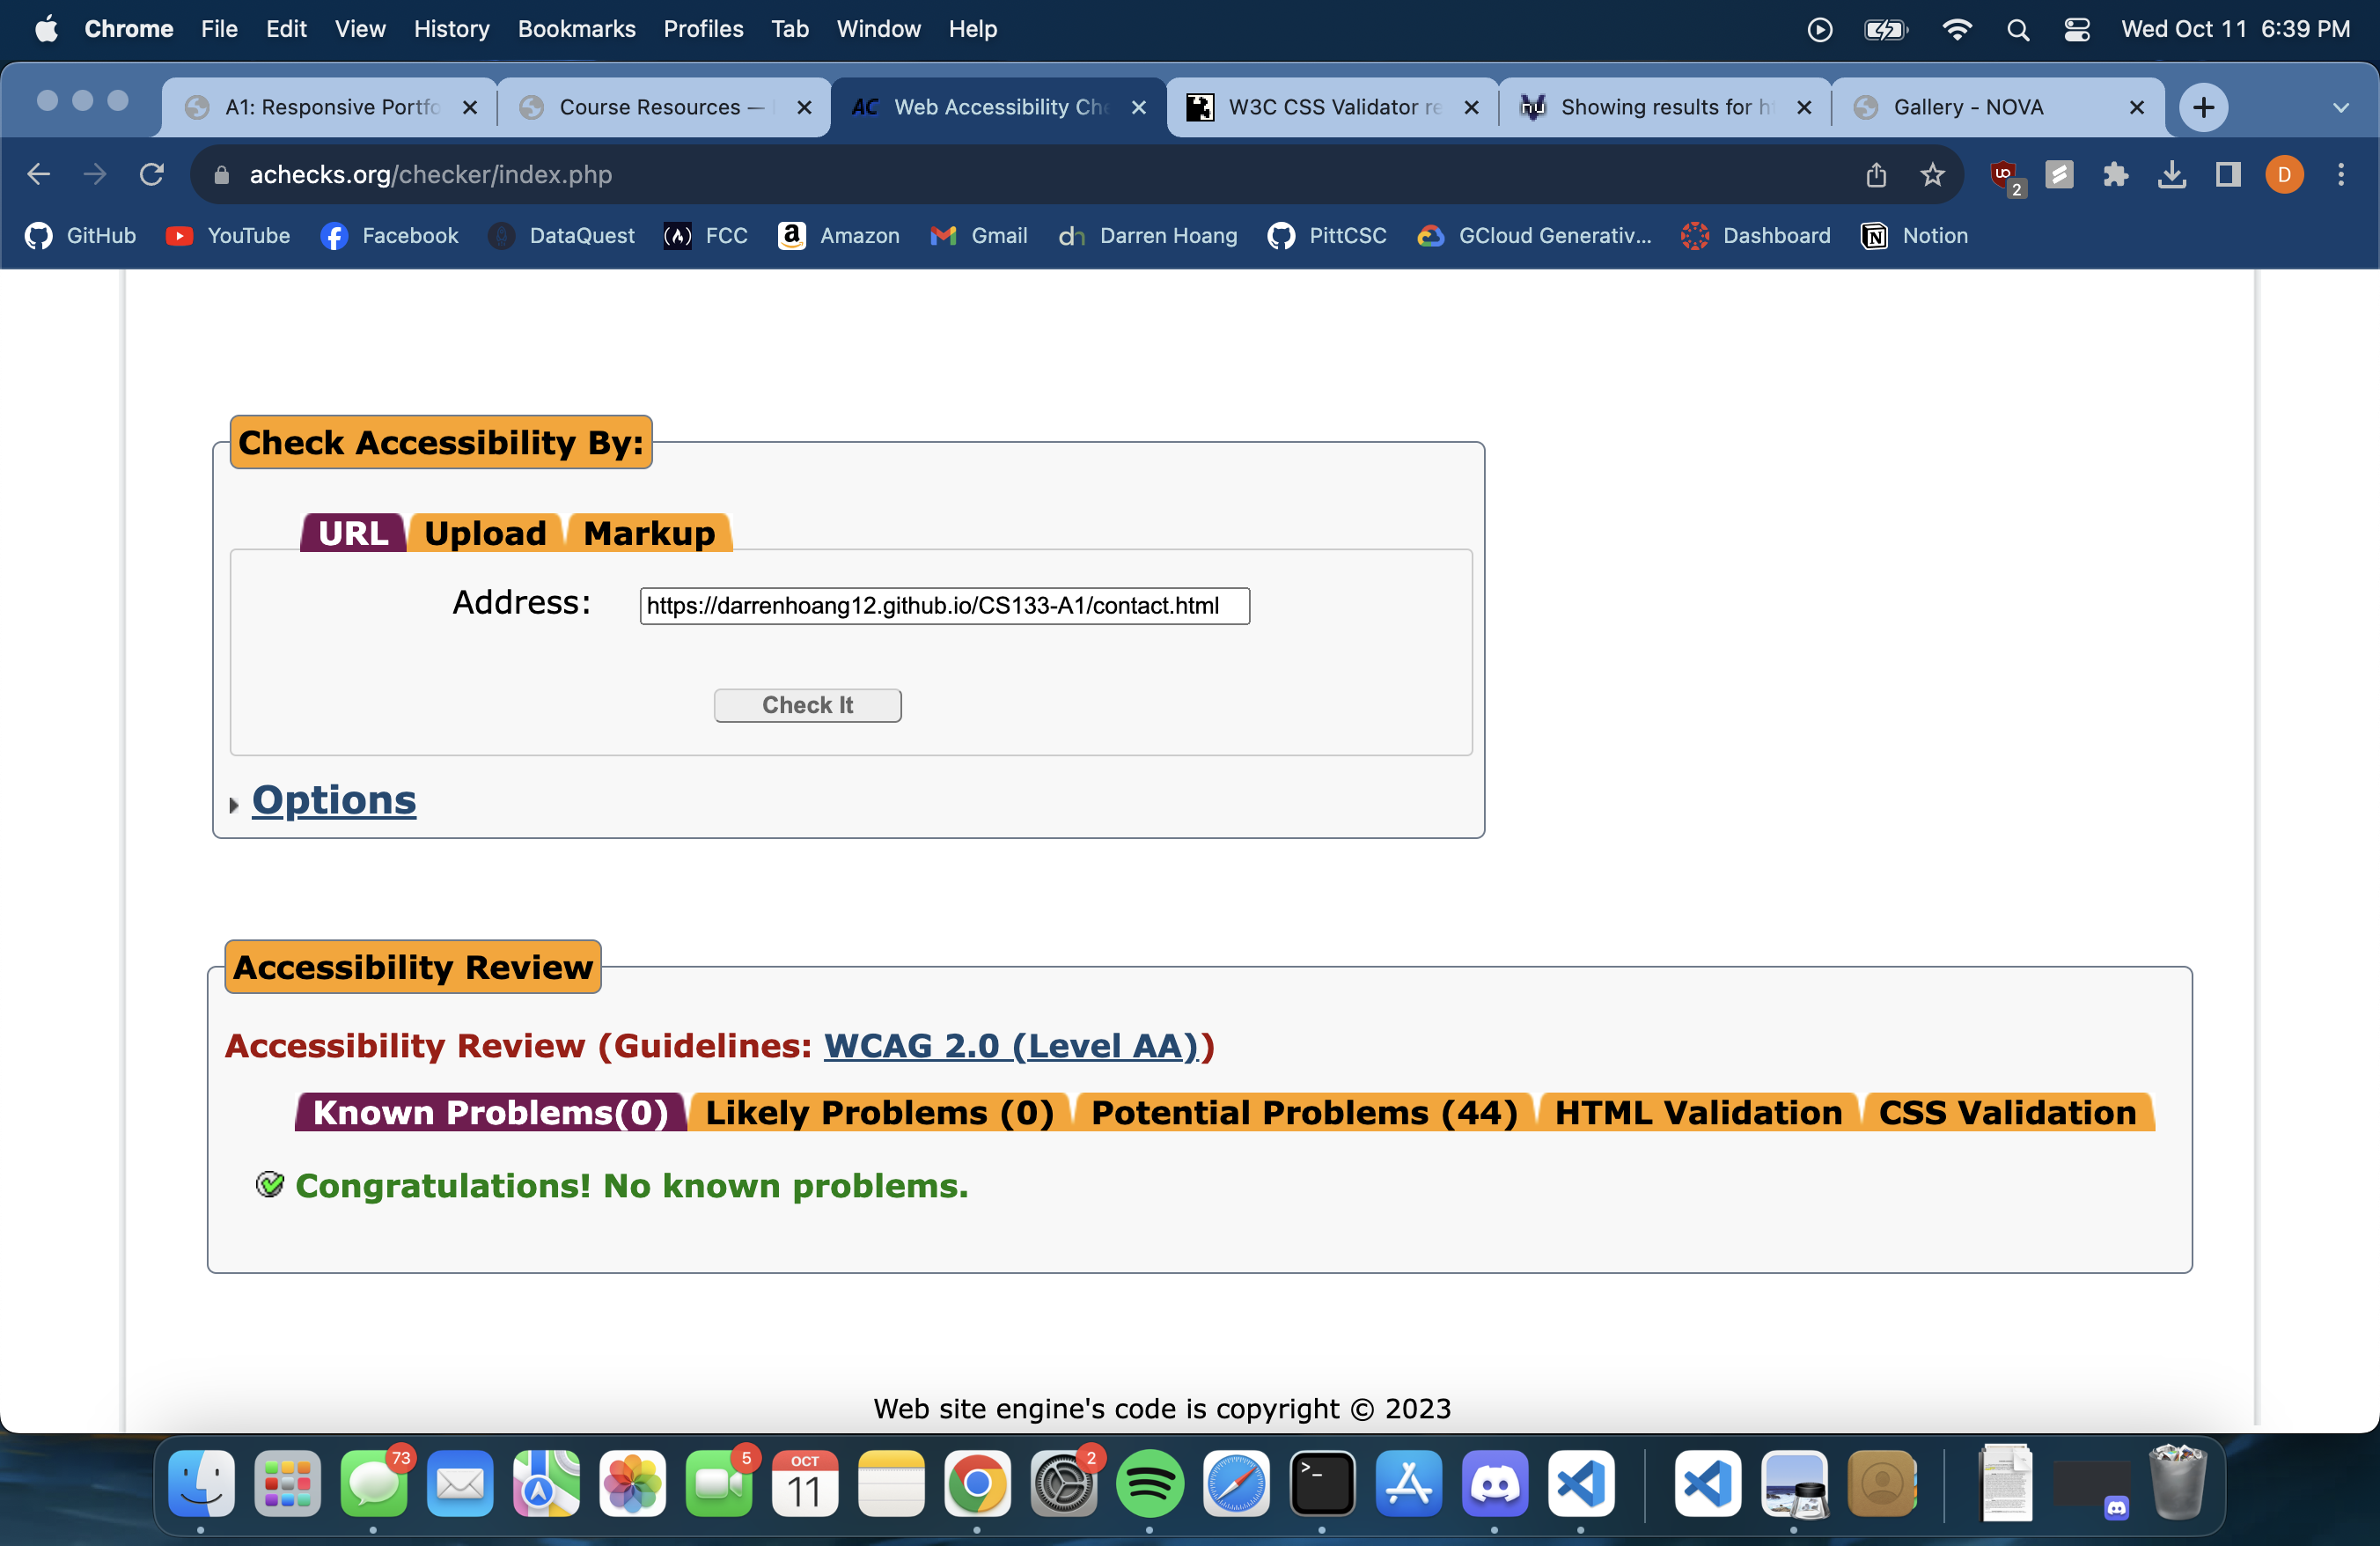 Chrome File Edit View History Bookmarks Profiles Tab Window Help Wed Oct 11 6:39 PM
A1: Responsive Portfo Course Resources — AC Web Accessibility Che W3C CSS Validator re Showing results for h Gallery - NOVA
achecks.org/checker/index.php 2 D
GitHub YouTube Facebook DataQuest FCC Amazon Gmail dh Darren Hoang PittCSC GCloud Generativ... Dashboard Notion
Check Accessibility By:
URL Upload Markup
Address: https://darrenhoang12.github.io/CS133-A1/contact.html
Check It
Options
Accessibility Review
Accessibility Review (Guidelines: WCAG 2.0 (Level AA))
Known Problems(0) Likely Problems (0) Potential Problems (44) HTML Validation CSS Validation
Congratulations! No known problems.
Web site engine's code is copyright © 2023
73 5 OCT 11 2